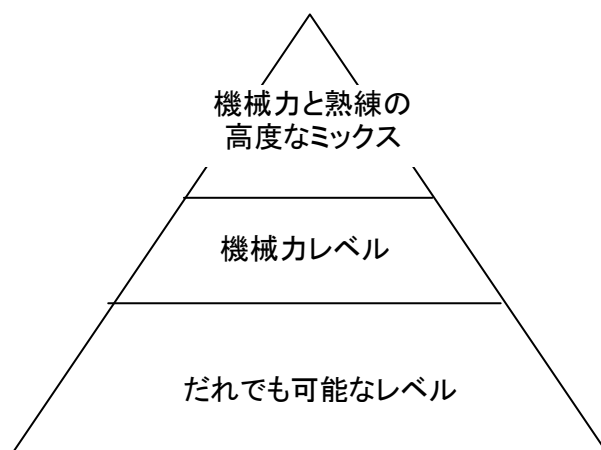 機械力と熟練の
高度なミックス
機械力レベル
だれでも可能なレベル